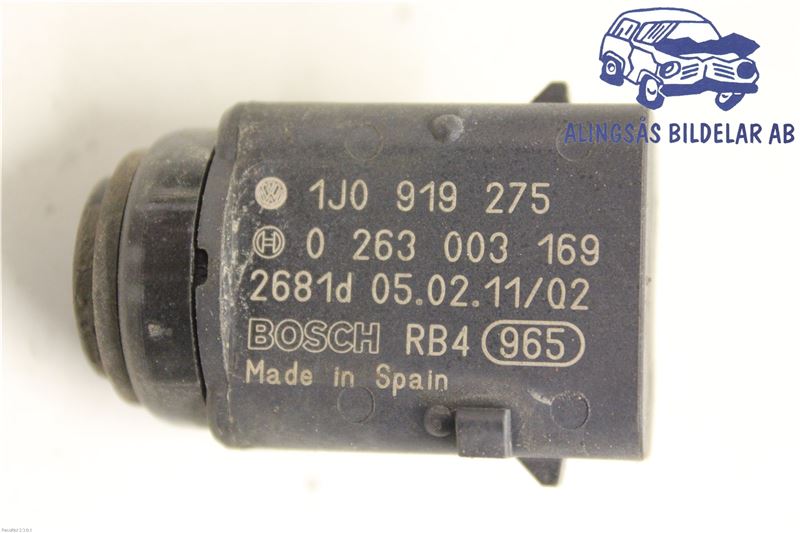 ALINGSÅS BILDELAR AB
1J0 919 275
0 263 003 169
2681d 05.02.11/02
BOSCH RB4 965
Made in Spain